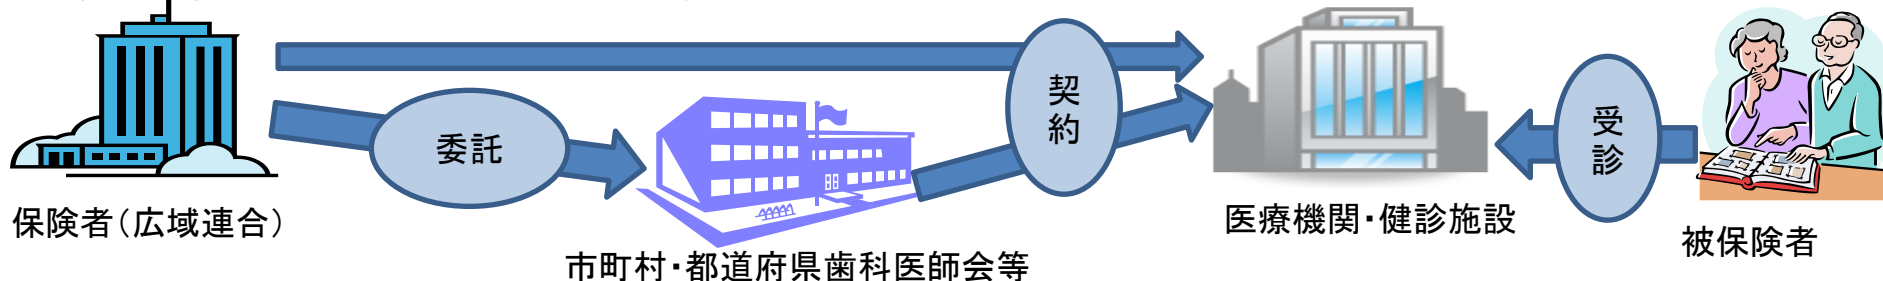 契約
委託
受診
保険者(広域連合)
医療機関・健診施設
被保険者
市町村・都道府県歯科医師会等